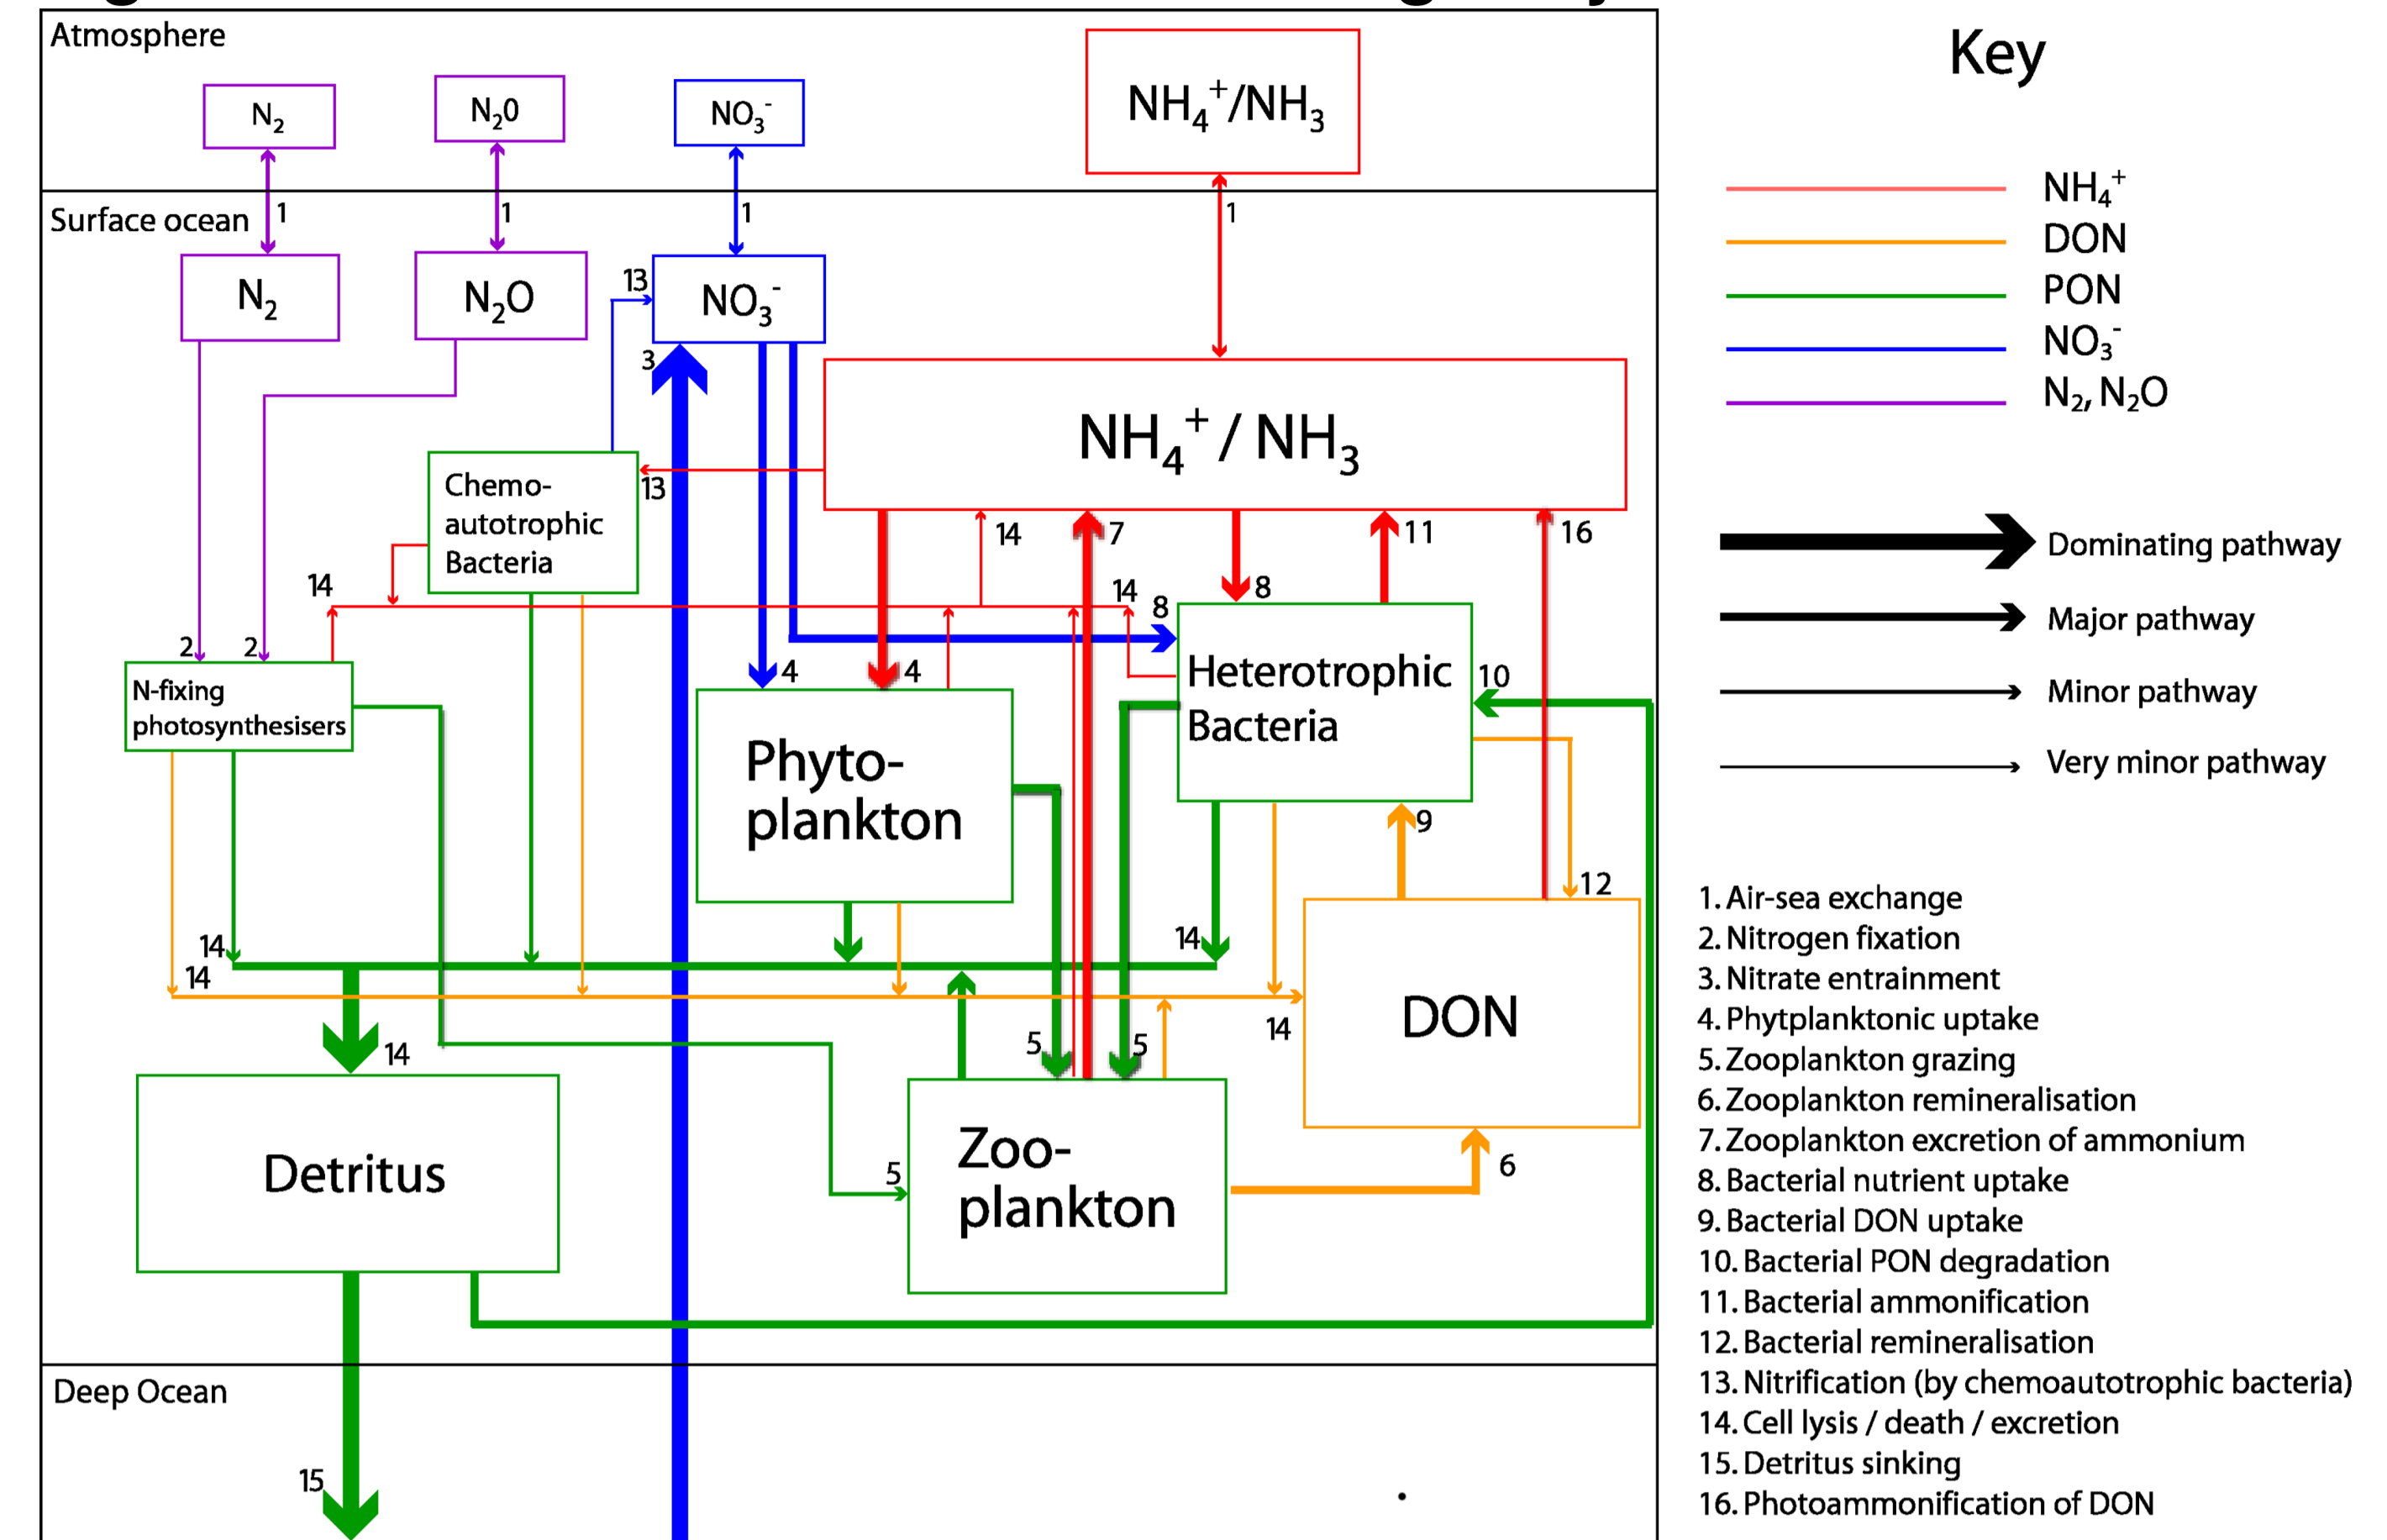 Atmosphere
N₂
N₂0
NO₃⁻
NH₄⁺/NH₃
1
1
1
1
Surface ocean
N₂
N₂O
13
NO₃⁻
3
NH₄⁺ / NH₃
Chemo-
autotrophic
Bacteria
13
14
7
11
16
14
14
8
8
2
2
4
4
N-fixing
photosynthesisers
Heterotrophic
Bacteria
10
Phyto-
plankton
9
12
14
14
14
14
DON
14
5
5
Detritus
5
Zoo-
plankton
6
Deep Ocean
15
Key
NH₄⁺
DON
PON
NO₃⁻
N₂, N₂O
Dominating pathway
Major pathway
Minor pathway
Very minor pathway
1. Air-sea exchange
2. Nitrogen fixation
3. Nitrate entrainment
4. Phytplanktonic uptake
5. Zooplankton grazing
6. Zooplankton remineralisation
7. Zooplankton excretion of ammonium
8. Bacterial nutrient uptake
9. Bacterial DON uptake
10. Bacterial PON degradation
11. Bacterial ammonification
12. Bacterial remineralisation
13. Nitrification (by chemoautotrophic bacteria)
14. Cell lysis / death / excretion
15. Detritus sinking
16. Photoammonification of DON